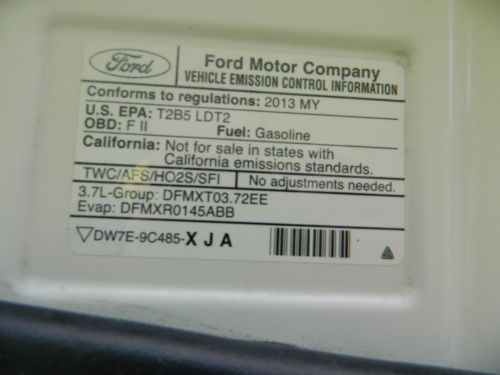 Ford
Ford Motor Company
VEHICLE EMISSION CONTROL INFORMATION
Conforms to regulations: 2013 MY
U.S. EPA: T2B5 LDT2
OBD: F II Fuel: Gasoline
California: Not for sale in states with
California emissions standards.
TWC/AFS/HO2S/SFI No adjustments needed.
3.7L-Group: DFMXT03.72EE
Evap: DFMXR0145ABB
▽DW7E-9C485-XJA